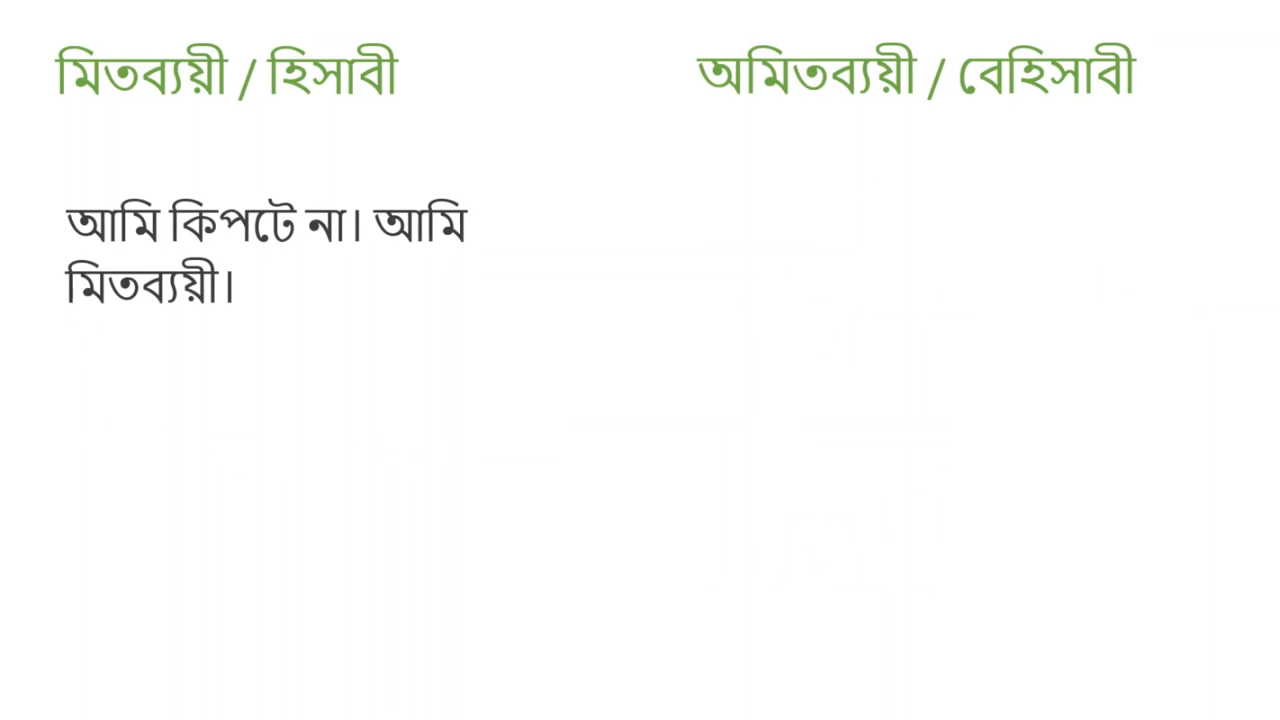 মিতব্যয়ী / হিসাবী
অমিতব্যয়ী / বেহিসাবী
আমি কিপটে না। আমি
মিতব্যয়ী।